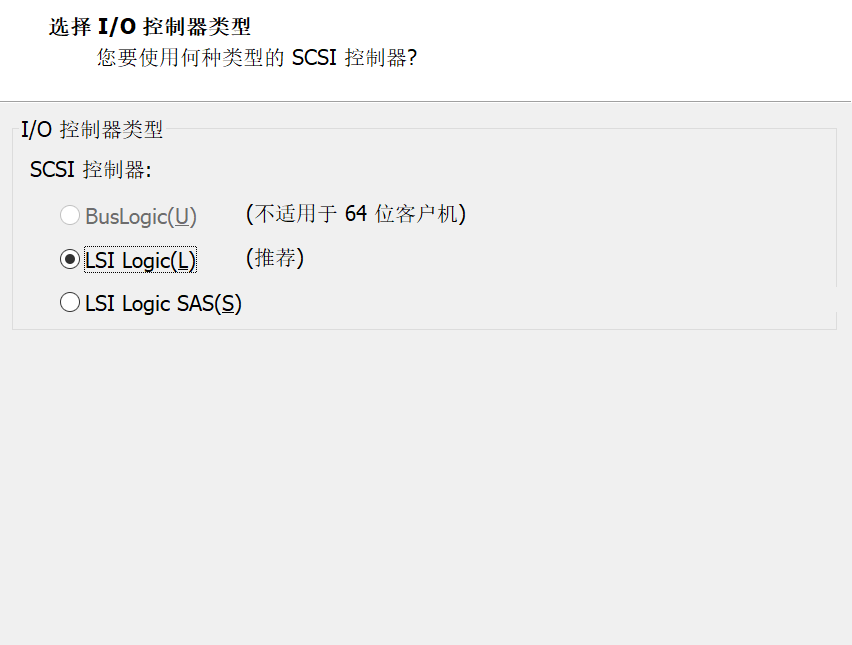 选择 I/O 控制器类型
您要使用何种类型的 SCSI 控制器?
I/O 控制器类型
SCSI 控制器:
BusLogic(U) (不适用于 64 位客户机)
LSI Logic(L) (推荐)
LSI Logic SAS(S)